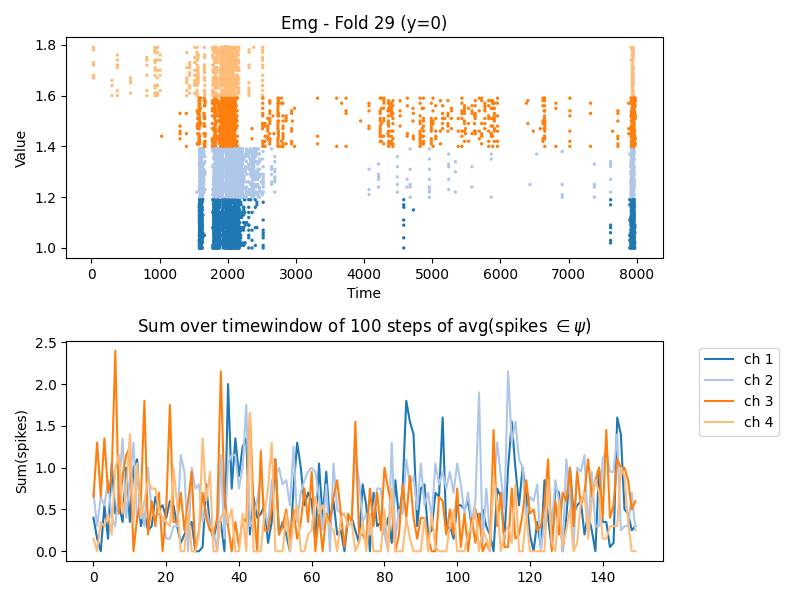 Emg - Fold 29 (y=0)
1.8
1.6
1.4
1.2
1.0
Value
0 1000 2000 3000 4000 5000 6000 7000 8000
Time
Sum over timewindow of 100 steps of avg(spikes ∈ ψ)
2.5
2.0
1.5
1.0
0.5
0.0
Sum(spikes)
0 20 40 60 80 100 120 140
ch 1
ch 2
ch 3
ch 4